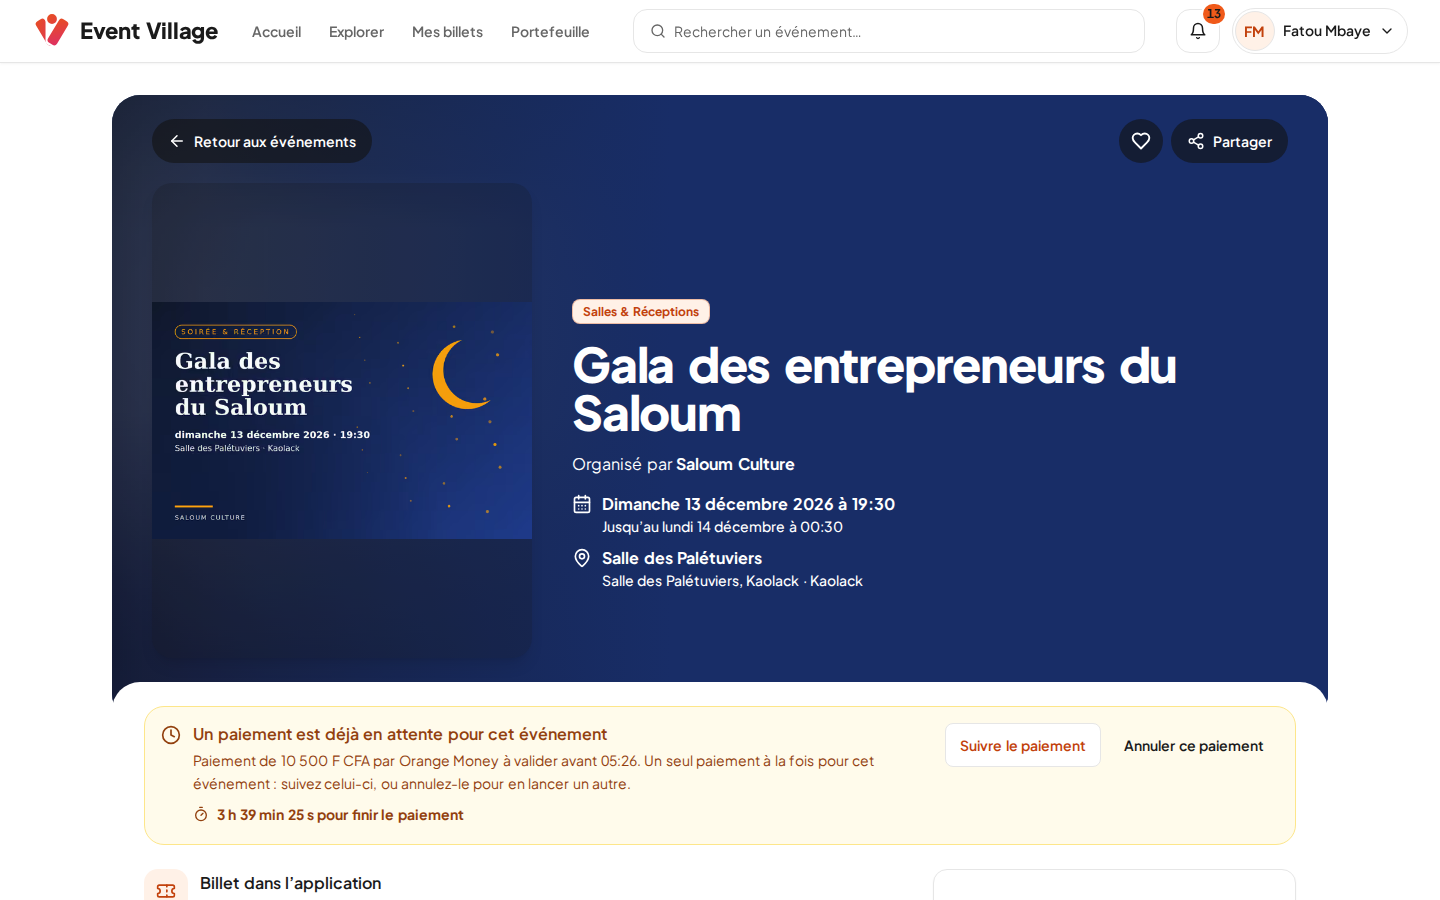 Event Village
Accueil
Explorer
Mes billets
Portefeuille
Rechercher un événement...
13
FM
Fatou Mbaye
Retour aux événements
Partager
SOIRÉE & RÉCEPTION
Gala des
entrepreneurs
du Saloum
dimanche 13 décembre 2026 · 19:30
Salle des Palétuviers · Kaolack
SALOUM CULTURE
Salles & Réceptions
Gala des entrepreneurs du
Saloum
Organisé par Saloum Culture
Dimanche 13 décembre 2026 à 19:30
Jusqu’au lundi 14 décembre à 00:30
Salle des Palétuviers
Salle des Palétuviers, Kaolack · Kaolack
Un paiement est déjà en attente pour cet événement
Paiement de 10 500 F CFA par Orange Money à valider avant 05:26. Un seul paiement à la fois pour cet
événement : suivez celui-ci, ou annulez-le pour en lancer un autre.
3 h 39 min 25 s pour finir le paiement
Suivre le paiement
Annuler ce paiement
Billet dans l’application